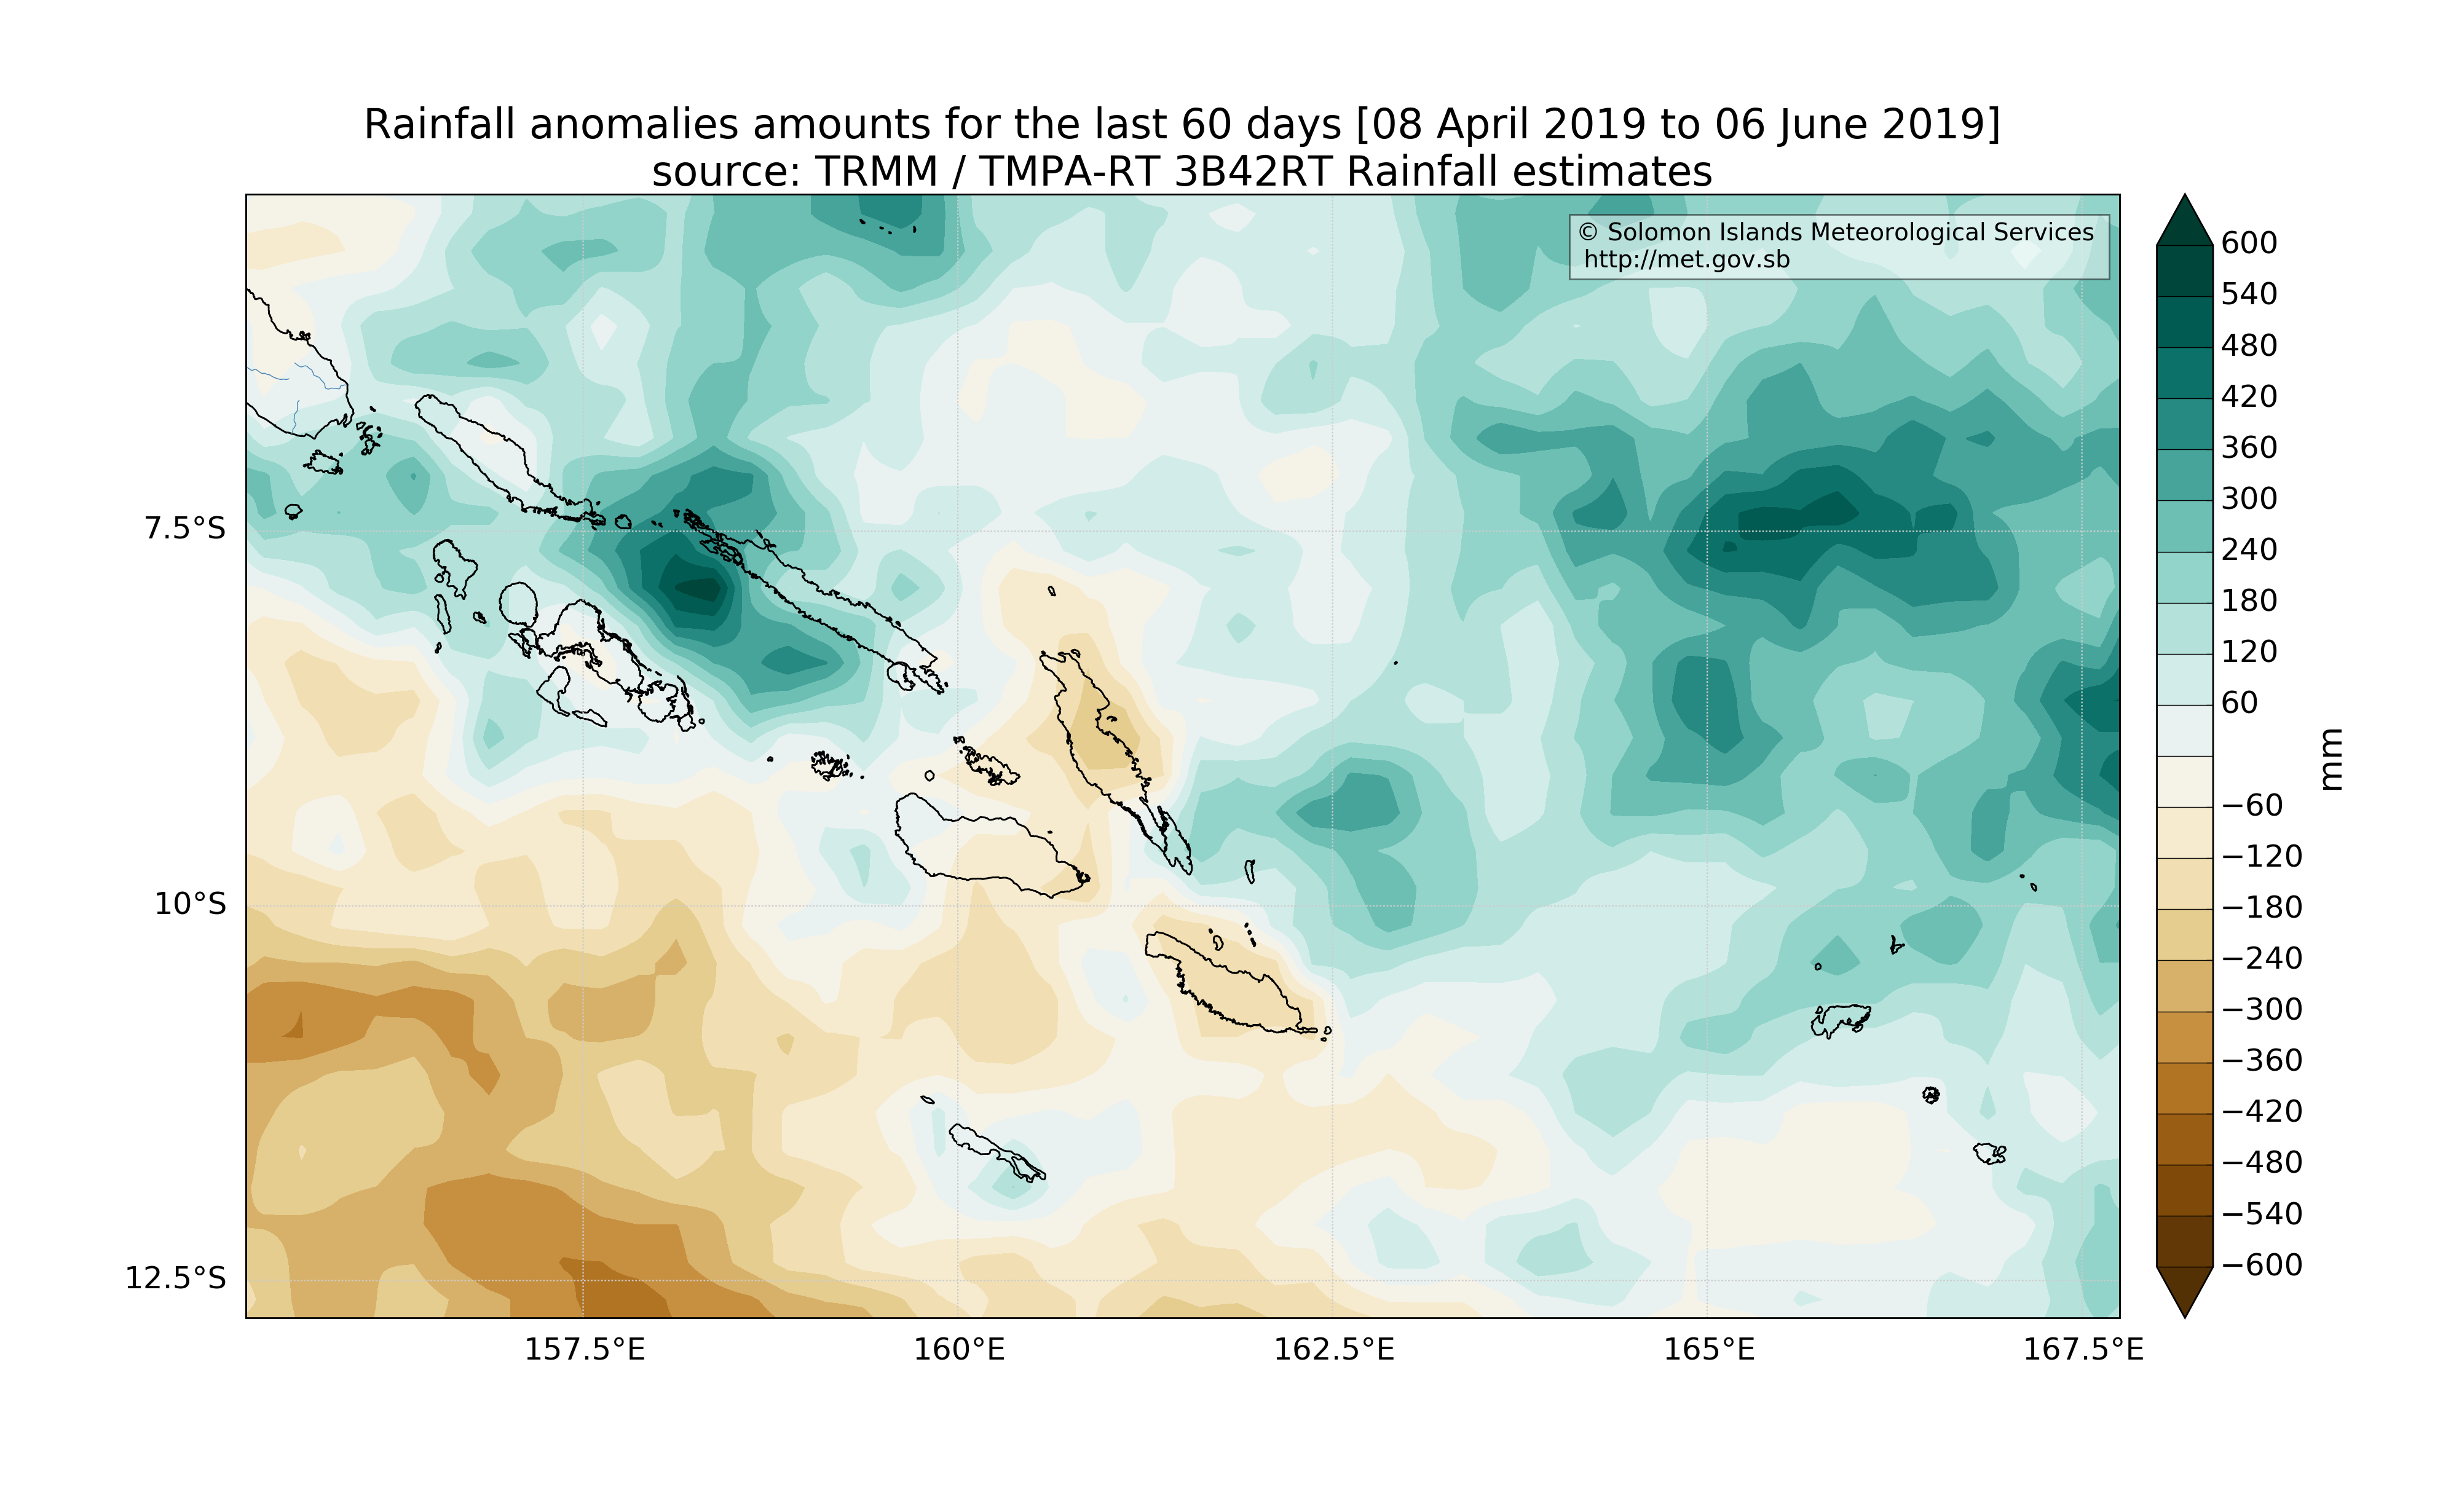 Rainfall anomalies amounts for the last 60 days [08 April 2019 to 06 June 2019]
source: TRMM / TMPA-RT 3B42RT Rainfall estimates
© Solomon Islands Meteorological Services
http://met.gov.sb
7.5°S
10°S
12.5°S
157.5°E
160°E
162.5°E
165°E
167.5°E
600
540
480
420
360
300
240
180
120
60
−60
−120
−180
−240
−300
−360
−420
−480
−540
−600
mm